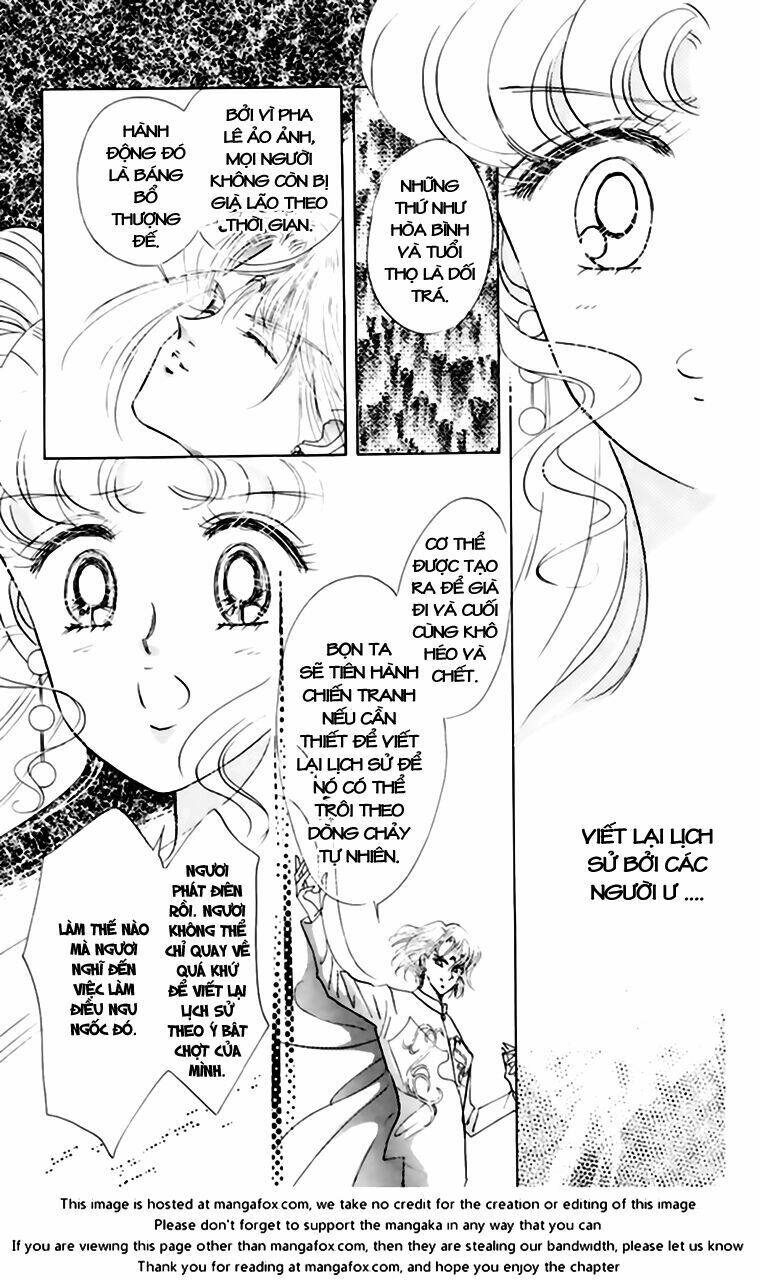 VIẾT LẠI LỊCH
SỬ BỞI CÁC
NGƯỜI Ư ....
NHỮNG
THỨ NHƯ
HÒA BÌNH
VÀ TUỔI
THỌ LÀ DỐI
TRÁ.
BỞI VÌ PHA
LÊ ẢO ẢNH,
MỌI NGƯỜI
KHÔNG CÒN BỊ
GIÀ LÃO THEO
THỜI GIAN.
HÀNH
ĐỘNG ĐÓ
LÀ BÁNG
BỔ
THƯỢNG
ĐẾ.
CƠ THỂ
ĐƯỢC TẠO
RA ĐỂ GIÀ
ĐI VÀ CUỐI
CÙNG KHÔ
HÉO VÀ
CHẾT.
BỌN TA
SẼ TIÊN HÀNH
CHIẾN TRANH
NẾU CẦN
THIẾT ĐỂ VIẾT
LẠI LỊCH SỬ ĐỂ
NÓ CÓ THỂ
TRÔI THEO
DÒNG CHẢY
TỰ NHIÊN.
NGƯƠI
PHÁT ĐIÊN
RỒI. NGƯƠI
KHÔNG THỂ
CHỈ QUAY VỀ
QUÁ KHỨ
ĐỂ VIẾT LẠI
LỊCH SỬ
THEO Ý BẬT
CHỢT CỦA
MÌNH.
LÀM THẾ NÀO
MÀ NGƯƠI
NGHĨ ĐẾN
VIỆC LÀM
ĐIỀU NGU
NGỐC ĐÓ.
This image is hosted at mangafox.com, we take no credit for the creation or editing of this image
Please don't forget to support the mangaka in any way that you can
If you are viewing this page other than mangafox.com, then they are stealing our bandwidth, please let us know
Thank you for reading at mangafox.com, and hope you enjoy the chapter